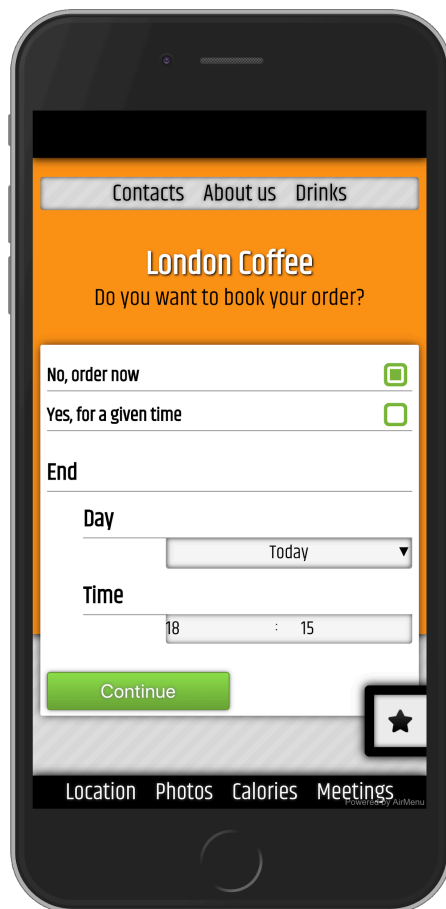 Contacts About us Drinks
London Coffee
Do you want to book your order?
No, order now
Yes, for a given time
End
Day
Today
Time
18 : 15
Continue
Location Photos Calories Meetings
Powered by AirMenu